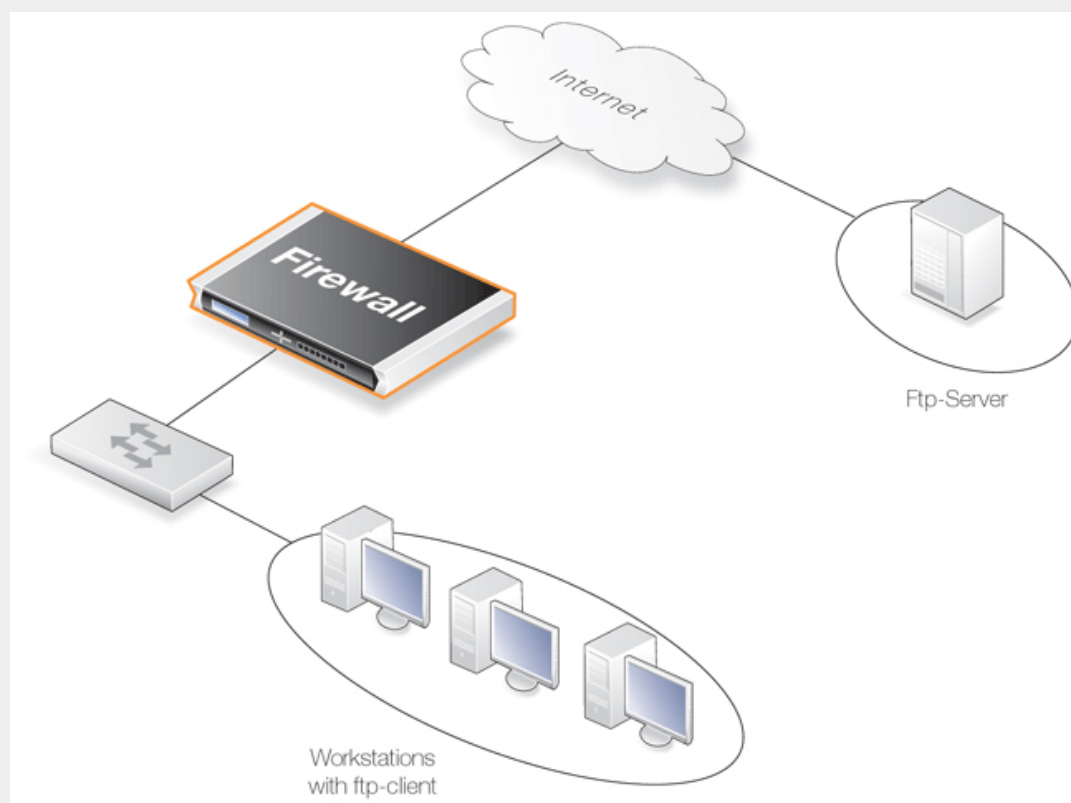 Internet
Firewall
Ftp-Server
Workstations
with ftp-client